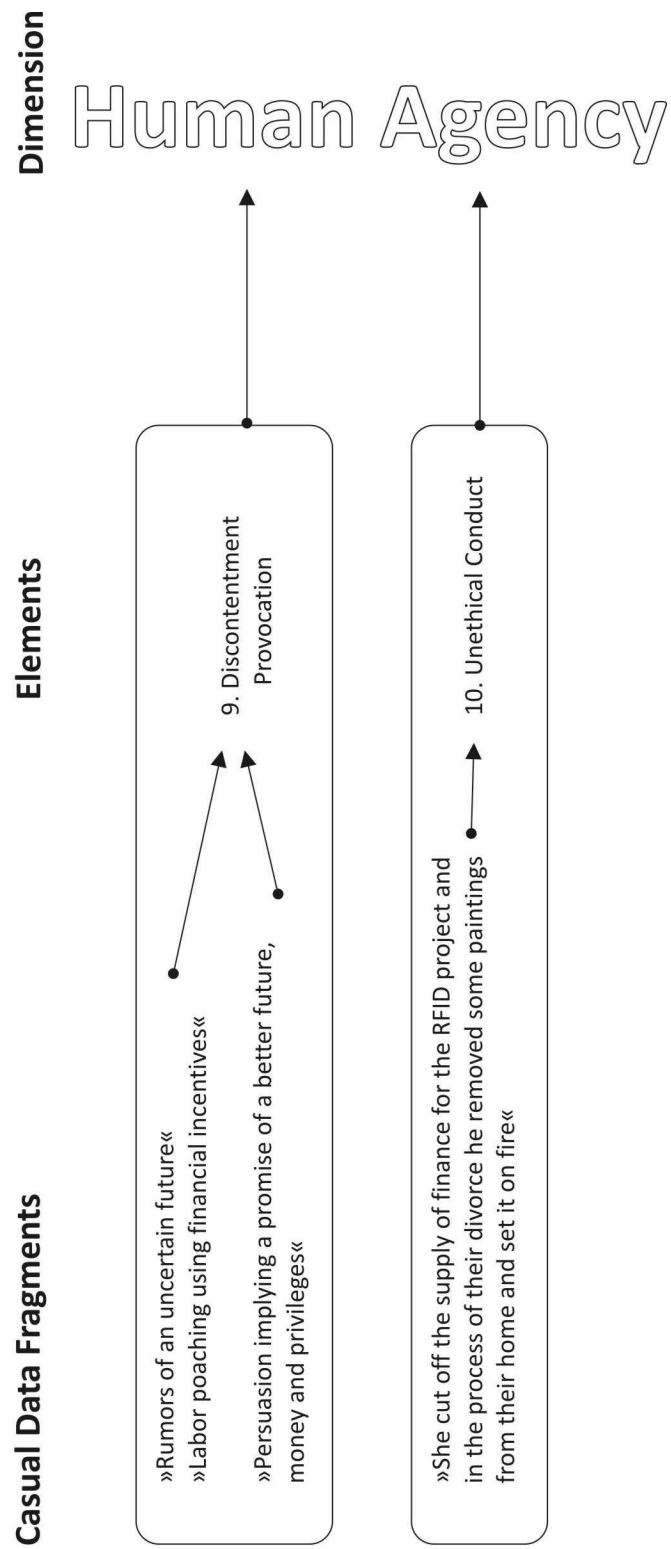 Casual Data Fragments
Elements
Dimension
»Rumors of an uncertain future«
»Labor poaching using financial incentives«
»Persuasion implying a promise of a better future,
money and privileges«
9. Discontentment
Provocation
»She cut off the supply of finance for the RFID project and
in the process of their divorce he removed some paintings
from their home and set it on fire«
10. Unethical Conduct
Human Agency